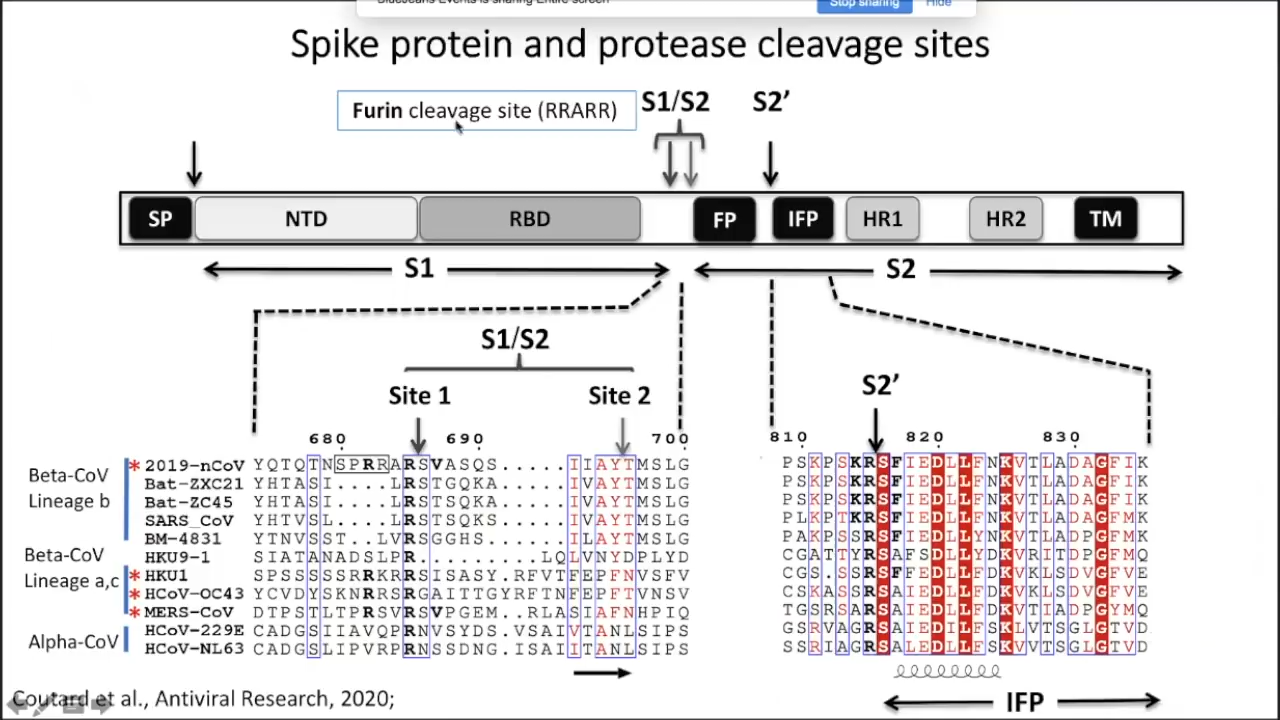 Stop sharing Hide
Spike protein and protease cleavage sites
Furin cleavage site (RRARR)
S1/S2 S2’
SP NTD RBD FP IFP HR1 HR2 TM
S1 S2
S1/S2
Site 1 Site 2
S2’
680 690 700
810 820 830
Beta-CoV
Lineage b
Beta-CoV
Lineage a,c
Alpha-CoV
* 2019-nCoV YQTQTNSPRRARSVASQS.....IIAYTMSLG PSKPSKRSFIEDLLFNKVTLADAGFIK
Bat-ZXC21 YHTASI....LRSTGQKA.....IVAYTMSLG PSKPSKRSFIEDLLFNKVTLADAGFIK
Bat-ZC45 YHTASI....LRSTSQKA.....IVAYTMSLG PSKPSKRSFIEDLLFNKVTLADAGFIK
SARS_CoV YHTVSL....LRSTSQKS.....IVAYTMSLG PLKPTKRSFIEDLLFNKVTLADAGFMK
BM-4831 YTNVSST..LVRSGGHS......ILAYTMSLG PAKPSSRSFIEDLLFNKVTLADPGFMK
HKU9-1 SIATANADSLPR.........LQLVNYDPLYD CGATTYRSAFSDLLYDKVRITDPGFMQ
* HKU1 SPSSSSSSRRKRRSISASY.RFVTFEPFNVSFV CGS.SSRSFFEDLLFDKVKLSDVGFVE
* HCoV-OC43 YCVDYSKNRRSRGAITTGYRFTNFEPFTVNSV CSKASSRSAIEDLLFDKVKLSDVGFVE
* MERS-CoV DTPSTLTPRSVRSVPGEM..RLASIAFNHPIQ TGSRSARSAIEDLLFDKVTIADPGYMQ
HCoV-229E CADGSIIAVQPRNVSYDS.VSAIVTANLSIPS GSRVAGRSAIEDILFSKLVTSGLGTVD
HCoV-NL63 CADGSLIPVRPRNSSDNG.ISAIITANLSIPS SSRIAGRSALEDLLFSKVVTSGLGTVD
IFP
Coutard et al., Antiviral Research, 2020;